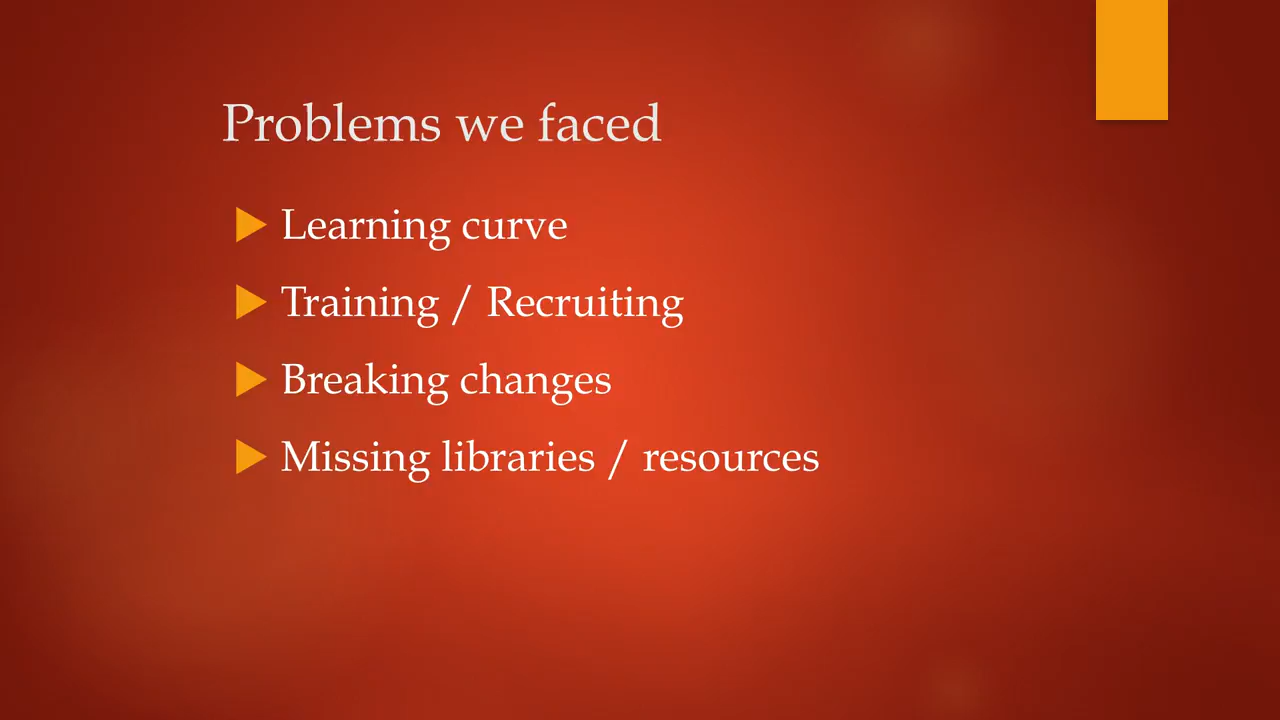 Problems we faced
Learning curve
Training / Recruiting
Breaking changes
Missing libraries / resources